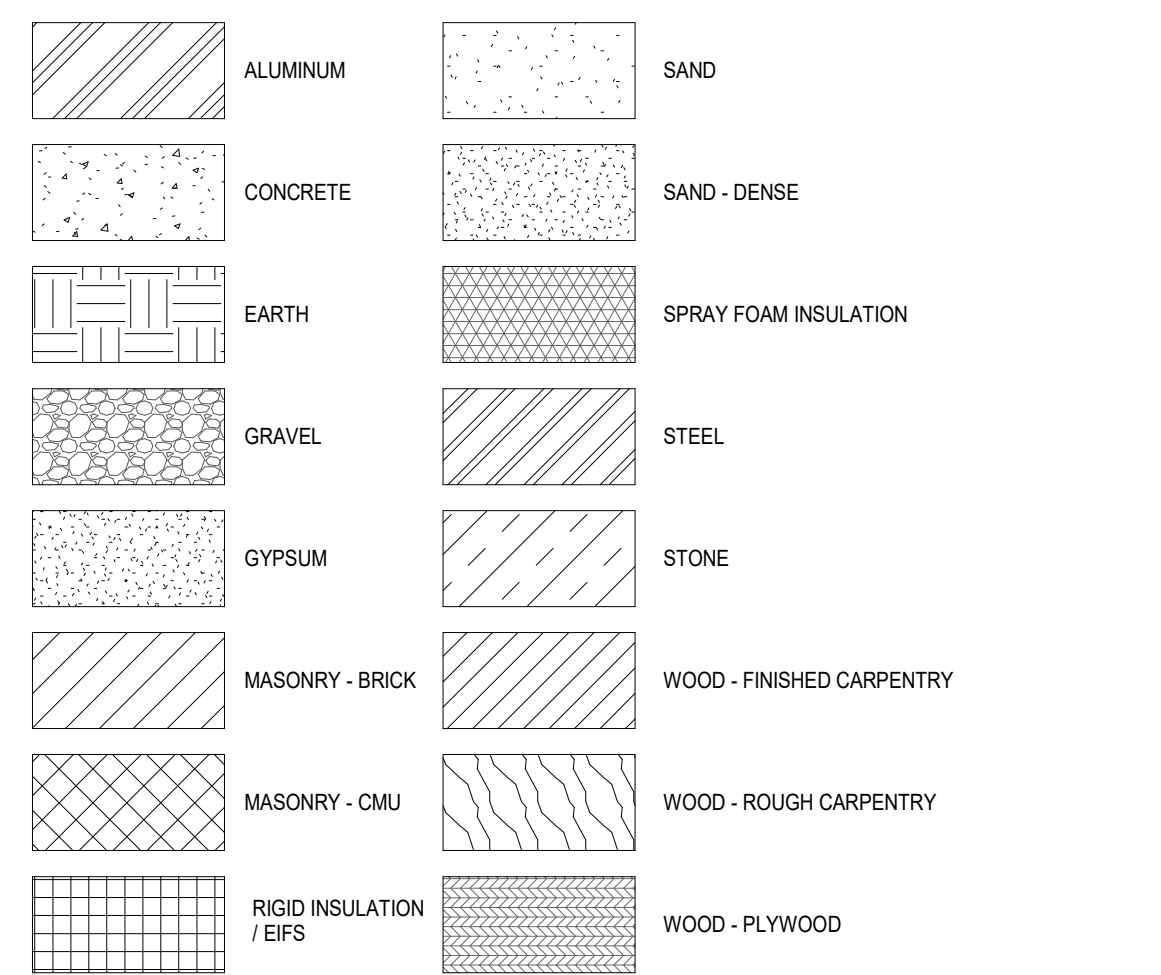 ALUMINUM
SAND
CONCRETE
SAND - DENSE
EARTH
SPRAY FOAM INSULATION
GRAVEL
STEEL
GYPSUM
STONE
MASONRY - BRICK
WOOD - FINISHED CARPENTRY
MASONRY - CMU
WOOD - ROUGH CARPENTRY
RIGID INSULATION
/ EIFS
WOOD - PLYWOOD